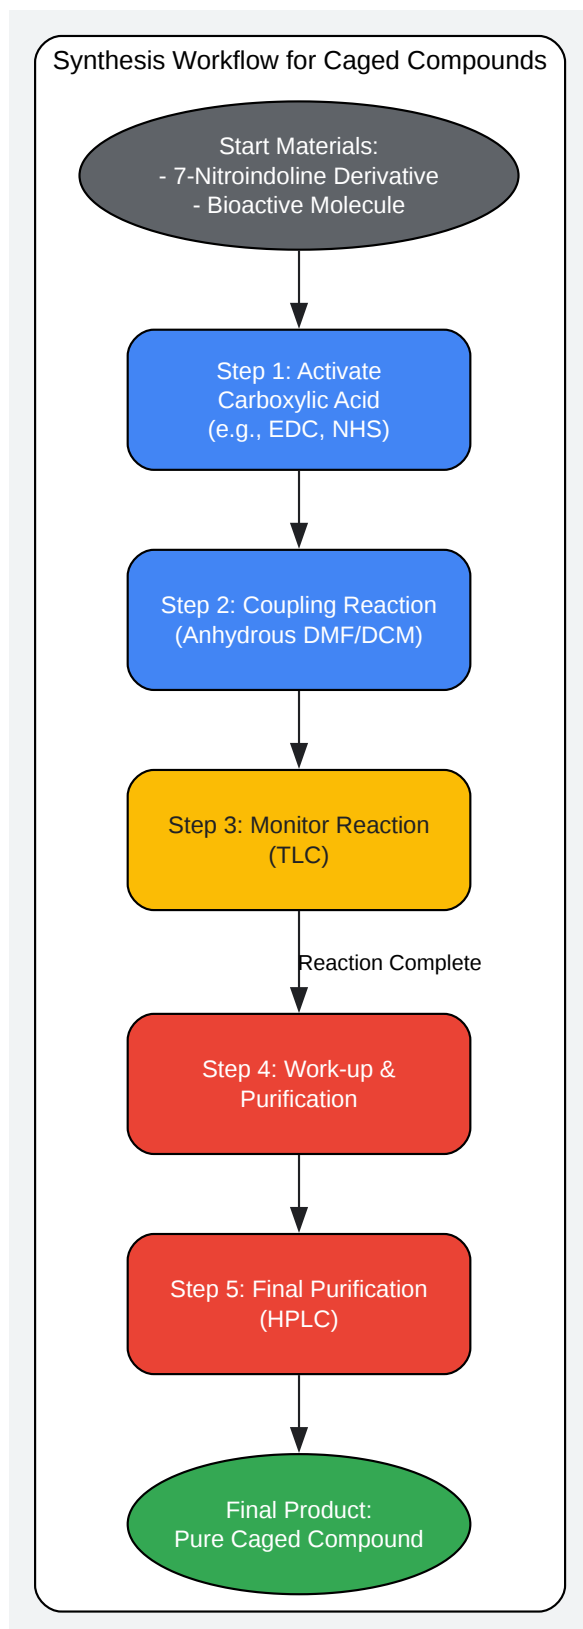 Synthesis Workflow for Caged Compounds
Start Materials:
- 7-Nitroindoline Derivative
- Bioactive Molecule
Step 1: Activate
Carboxylic Acid
(e.g., EDC, NHS)
Step 2: Coupling Reaction
(Anhydrous DMF/DCM)
Step 3: Monitor Reaction
(TLC)
Reaction Complete
Step 4: Work-up &
Purification
Step 5: Final Purification
(HPLC)
Final Product:
Pure Caged Compound